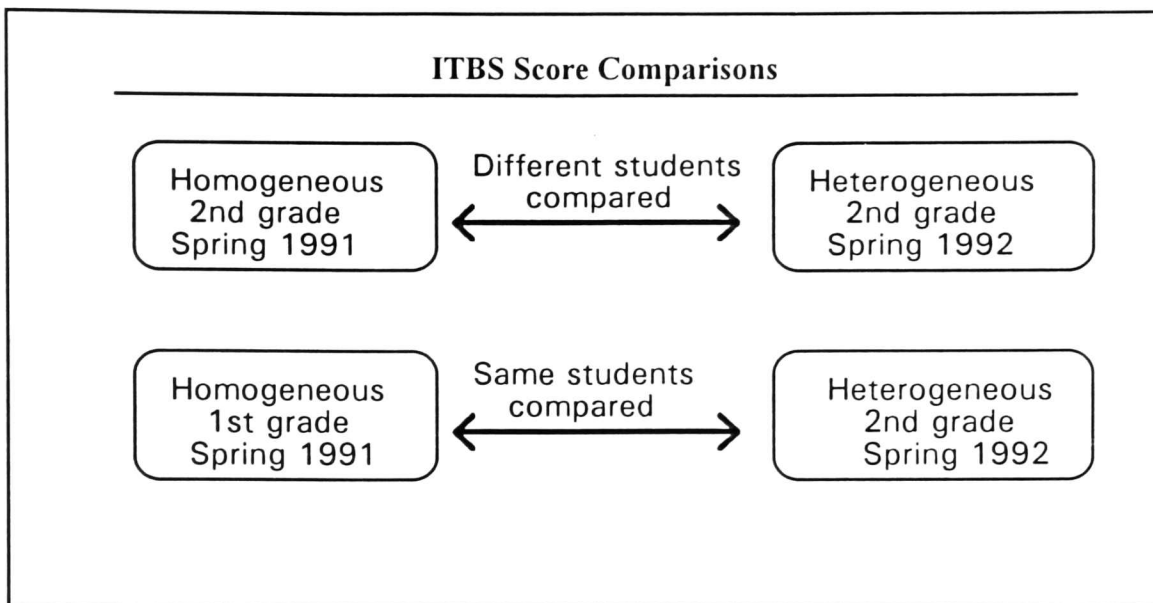 ITBS Score Comparisons
Homogeneous
2nd grade
Spring 1991
Different students
compared
Heterogeneous
2nd grade
Spring 1992
Homogeneous
1st grade
Spring 1991
Same students
compared
Heterogeneous
2nd grade
Spring 1992